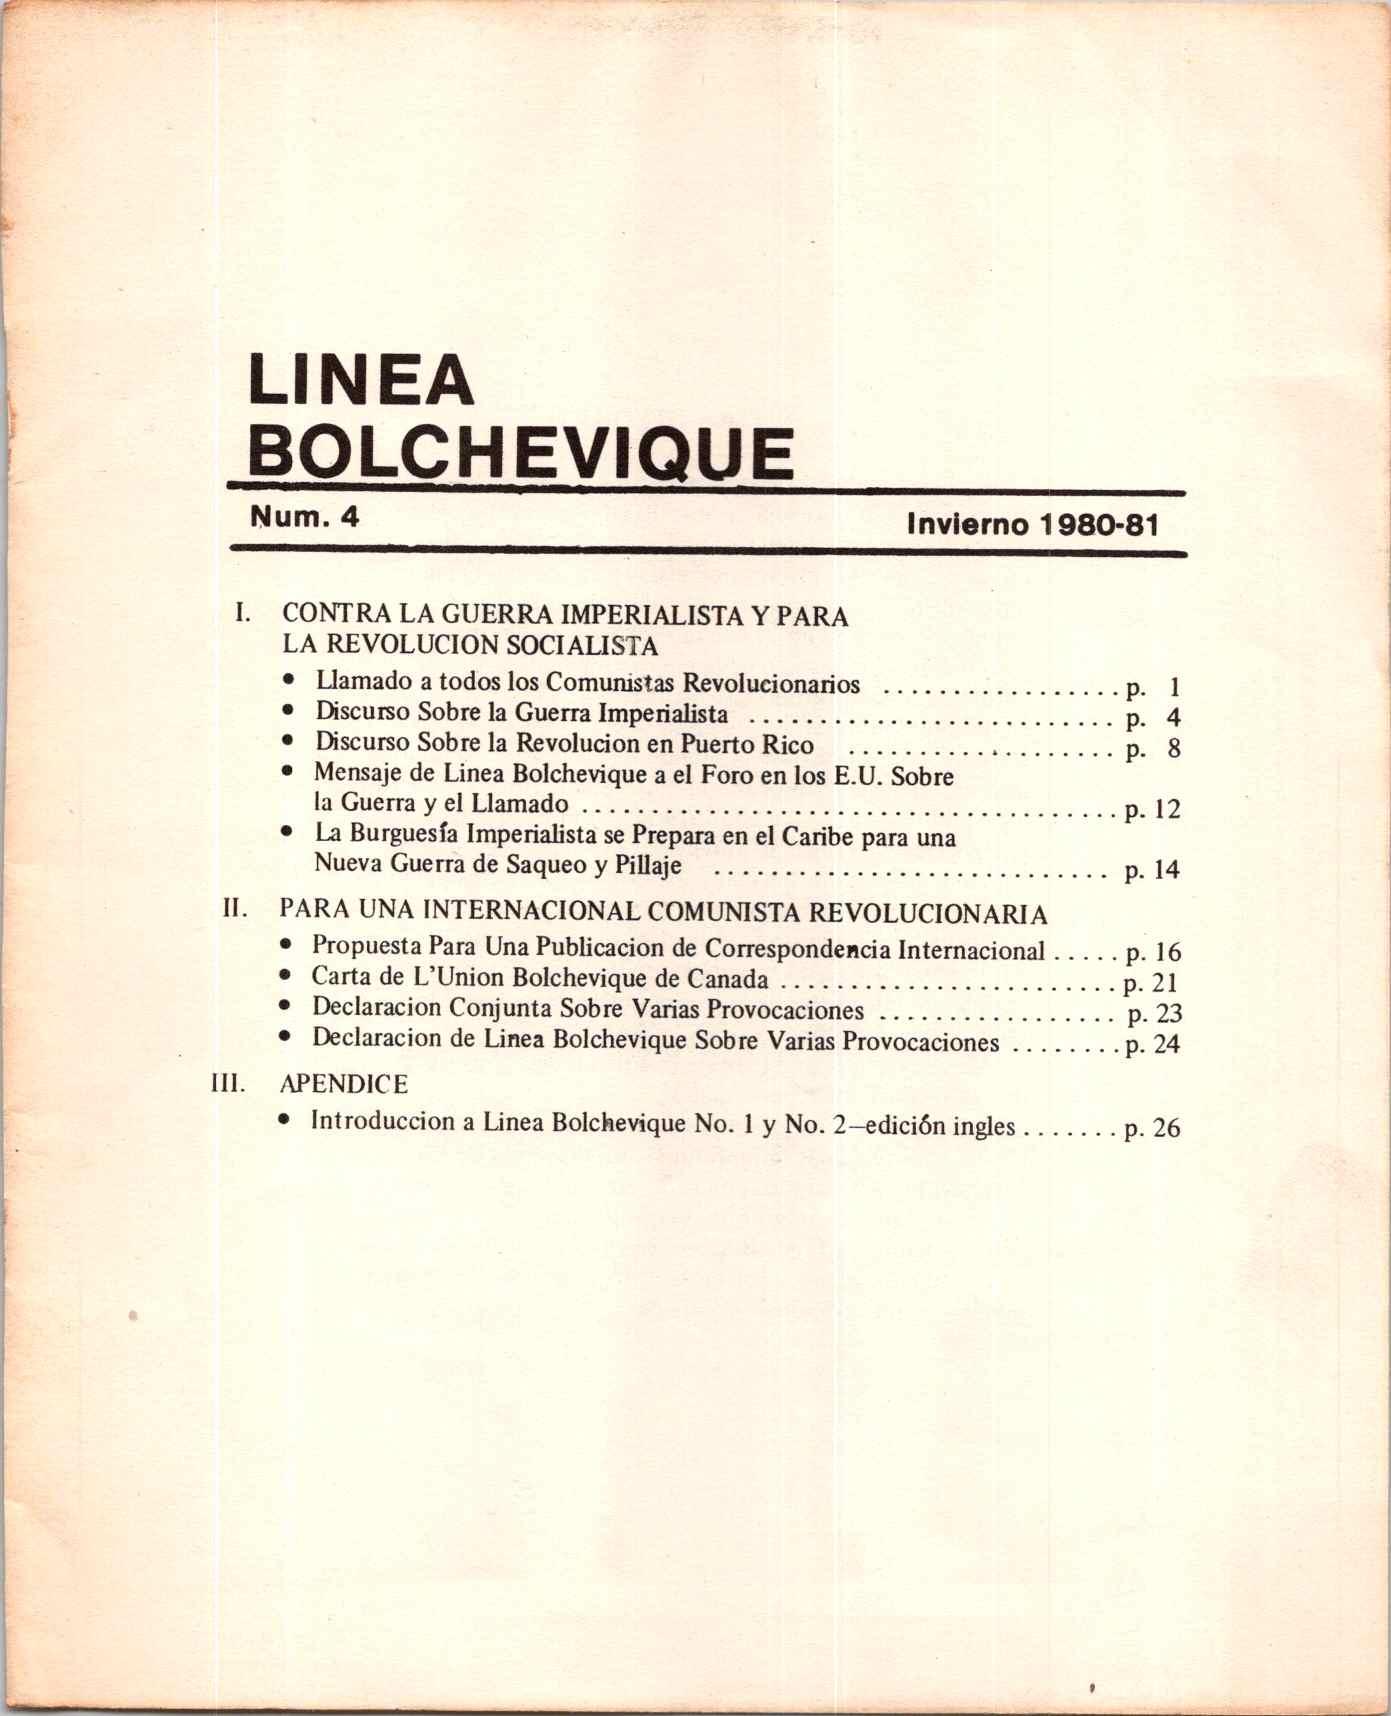 LINEA
BOLCHEVIQUE
Num. 4
Invierno 1980-81
I. CONTRA LA GUERRA IMPERIALISTA Y PARA
LA REVOLUCION SOCIALISTA
• Llamado a todos los Comunistas Revolucionarios ................. p. 1
• Discurso Sobre la Guerra Imperialista .......................... p. 4
• Discurso Sobre la Revolucion en Puerto Rico ................... p. 8
• Mensaje de Linea Bolchevique a el Foro en los E.U. Sobre
la Guerra y el Llamado ...................................... p. 12
• La Burguesía Imperialista se Prepara en el Caribe para una
Nueva Guerra de Saqueo y Pillaje ............................ p. 14
II. PARA UNA INTERNACIONAL COMUNISTA REVOLUCIONARIA
• Propuesta Para Una Publicacion de Correspondencia Internacional ..... p. 16
• Carta de L'Union Bolchevique de Canada ........................ p. 21
• Declaracion Conjunta Sobre Varias Provocaciones ................. p. 23
• Declaracion de Linea Bolchevique Sobre Varias Provocaciones ........ p. 24
III. APENDICE
• Introduccion a Linea Bolchevique No. 1 y No. 2—edición ingles ....... p. 26